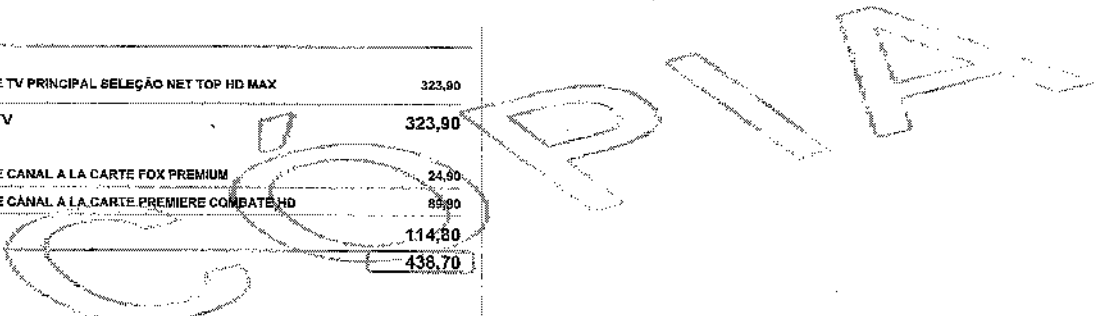 E TV PRINCIPAL SELEÇÃO NET TOP HD MAX 323,90
V 323,90
E CANAL A LA CARTE FOX PREMIUM 24,90
E CANAL A LA CARTE PREMIERE COMBATE HD 89,90
114,80
438,70
CÓPIA